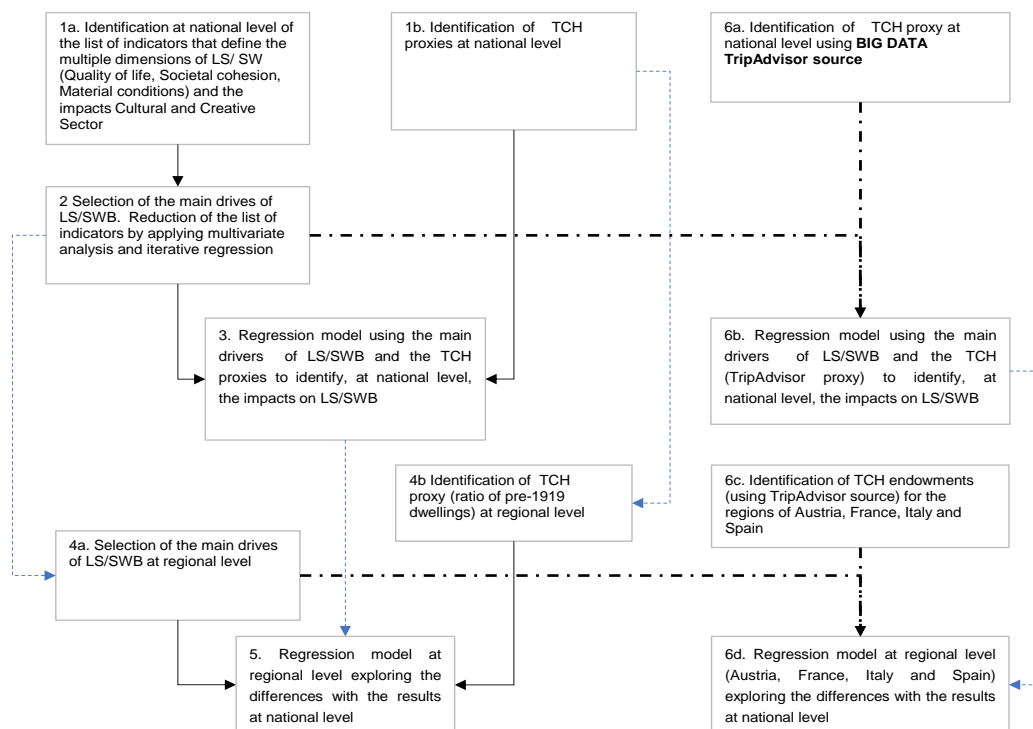 1a. Identification at national level of
the list of indicators that define the
multiple dimensions of LS/ SW
(Quality of life, Societal cohesion,
Material conditions) and the
impacts Cultural and Creative
Sector
1b. Identification of TCH
proxies at national level
6a. Identification of TCH proxy at
national level using BIG DATA
TripAdvisor source
2 Selection of the main drives of
LS/SWB. Reduction of the list of
indicators by applying multivariate
analysis and iterative regression
3. Regression model using the main
drivers of LS/SWB and the TCH
proxies to identify, at national level,
the impacts on LS/SWB
6b. Regression model using the main
drivers of LS/SWB and the TCH
(TripAdvisor proxy) to identify, at
national level, the impacts on LS/SWB
4b Identification of TCH
proxy (ratio of pre-1919
dwellings) at regional level
6c. Identification of TCH endowments
(using TripAdvisor source) for the
regions of Austria, France, Italy and
Spain
4a. Selection of the main drives
of LS/SWB at regional level
5. Regression model at
regional level exploring the
differences with the results
at national level
6d. Regression model at regional level
(Austria, France, Italy and Spain)
exploring the differences with the results
at national level